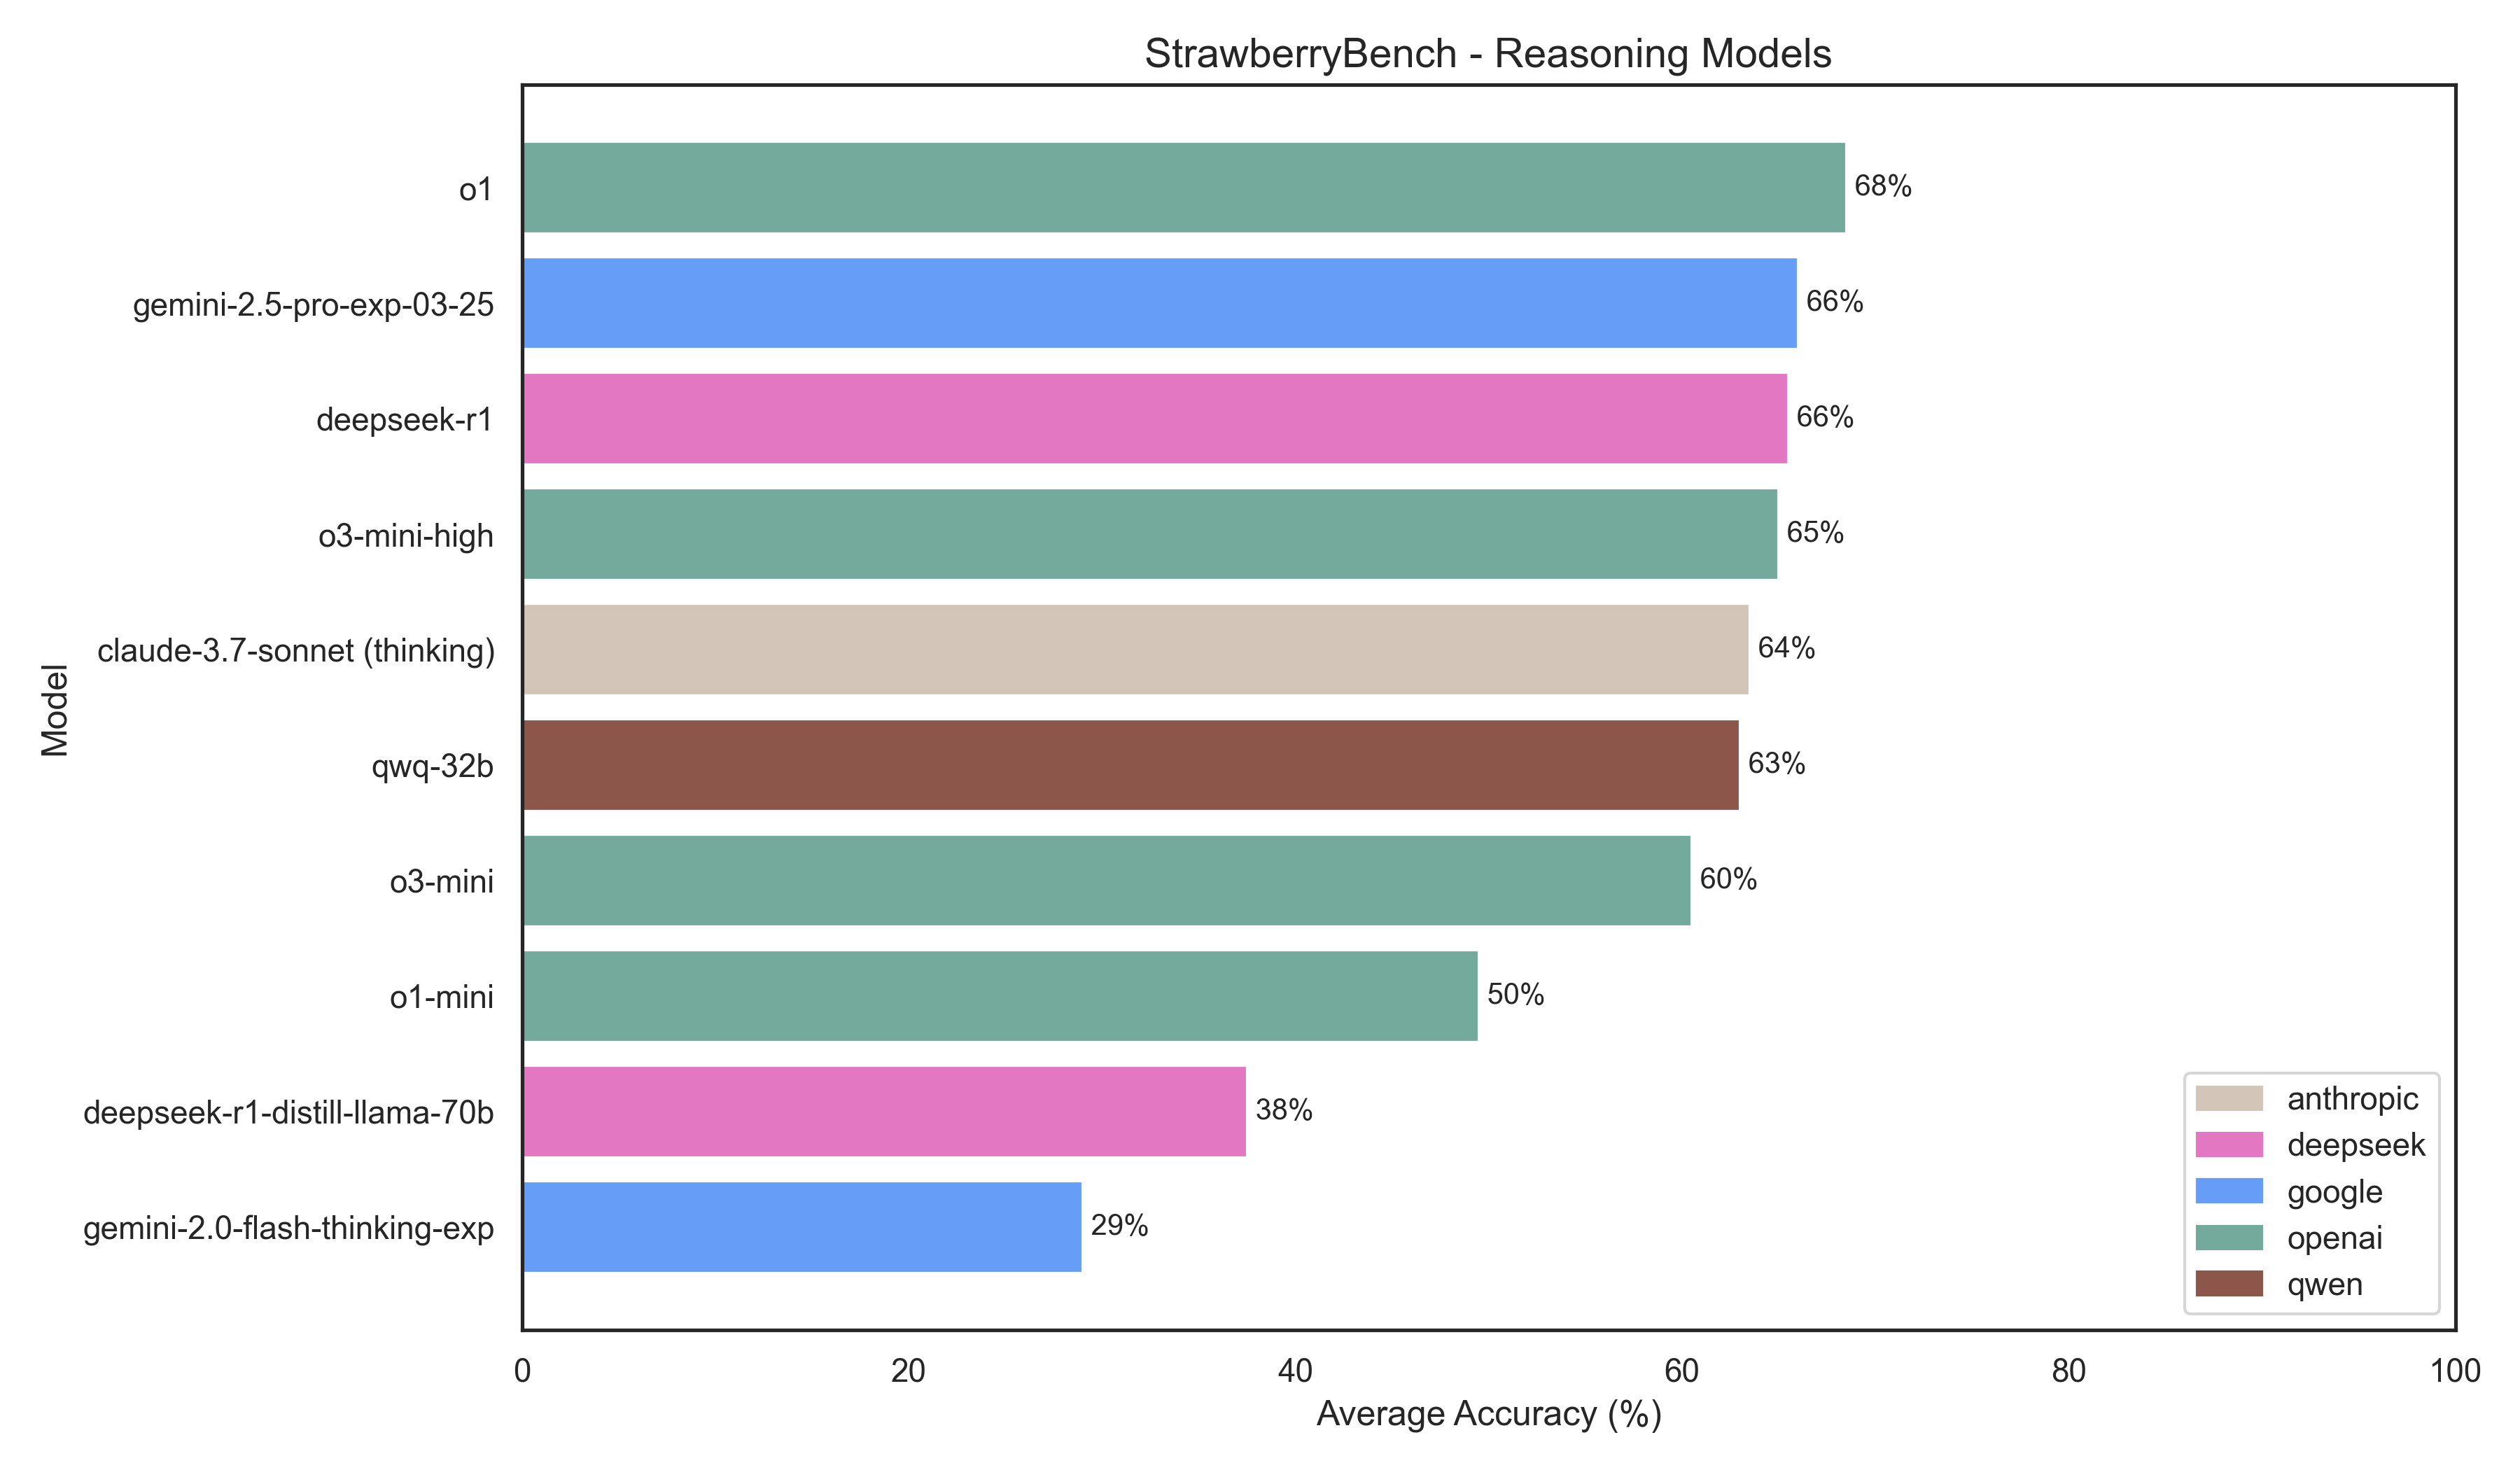 StrawberryBench - Reasoning Models
Model
o1
68%
gemini-2.5-pro-exp-03-25
66%
deepseek-r1
66%
o3-mini-high
65%
claude-3.7-sonnet (thinking)
64%
qwq-32b
63%
o3-mini
60%
o1-mini
50%
deepseek-r1-distill-llama-70b
38%
gemini-2.0-flash-thinking-exp
29%
anthropic
deepseek
google
openai
qwen
0 20 40 60 80 100
Average Accuracy (%)